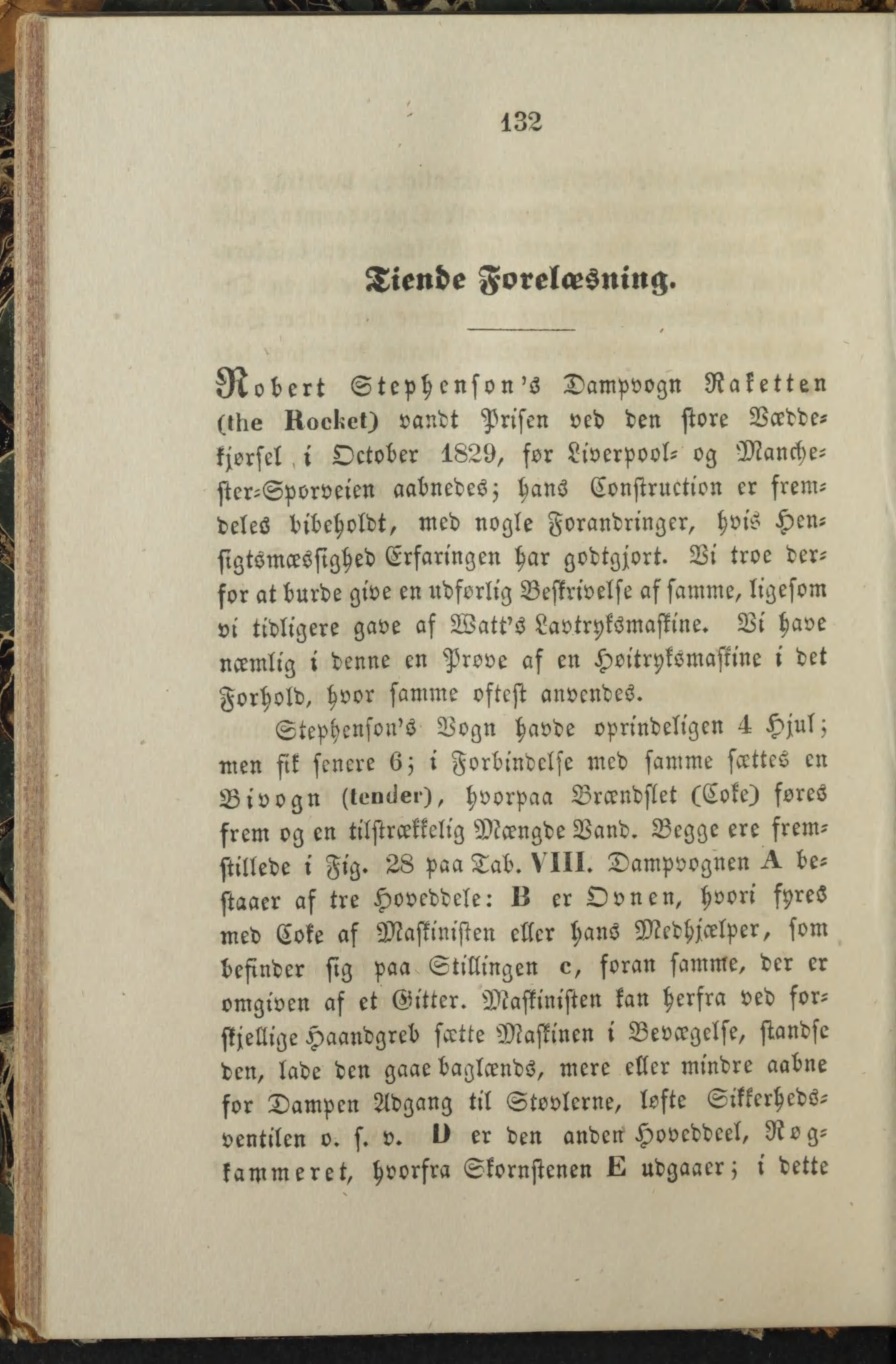 132
Tiende Forelæsning.
Robert Stephenson's Dampvogn Raketten
(the Rocket) vandt Prisen ved den store Vædde-
kjørsel i October 1829, før Liverpool- og Manche-
ster-Sporveien aabnedes; hans Construction er frem-
deles bibeholdt, med nogle Forandringer, hvis Hen-
sigtsmæssighed Erfaringen har godtgjort. Vi troe der-
for at burde give en udførlig Beskrivelse af samme, ligesom
vi tidligere gave af Watt's Lavtryksmaskine. Vi have
næmlig i denne en Prøve af en Høitryksmaskine i det
Forhold, hvor samme oftest anvendes.
Stephenson's Vogn havde oprindeligen 4 Hjul;
men fik senere 6; i Forbindelse med samme sættes en
Bivogn (tender), hvorpaa Brændslet (Coke) føres
frem og en tilstrækkelig Mængde Vand. Begge ere frem-
stillede i Fig. 28 paa Tab. VIII. Dampvognen A be-
staaer af tre Hoveddele: B er Ovnen, hvori fyres
med Coke af Maskinisten eller hans Medhjælper, som
befinder sig paa Stillingen c, foran samme, der er
omgiven af et Gitter. Maskinisten kan herfra ved for-
skjellige Haandgreb sætte Maskinen i Bevægelse, standse
den, lade den gaae baglænds, mere eller mindre aabne
for Dampen Adgang til Støvlerne, løfte Sikkerheds-
ventilen o. s. v. D er den anden Hoveddeel, Røg-
kammeret, hvorfra Skornstenen E udgaaer; i dette